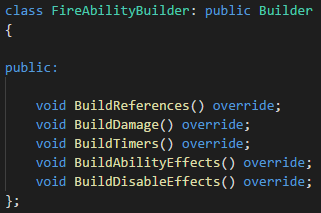 class FireAbilityBuilder: public Builder
{
public:
void BuildReferences() override;
void BuildDamage() override;
void BuildTimers() override;
void BuildAbilityEffects() override;
void BuildDisableEffects() override;
};